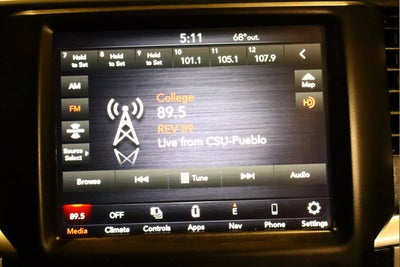 5:11 68°out.
7 Hold to Set 8 Hold to Set 9 Hold to Set 10 101.1 11 105.1 12 107.9
AM
FM
Source Select
College
89.5
REV 89
Live from CSU-Pueblo
Map
HD
Browse Tune Audio
89.5 OFF E
Media Climate Controls Apps Nav Phone Settings